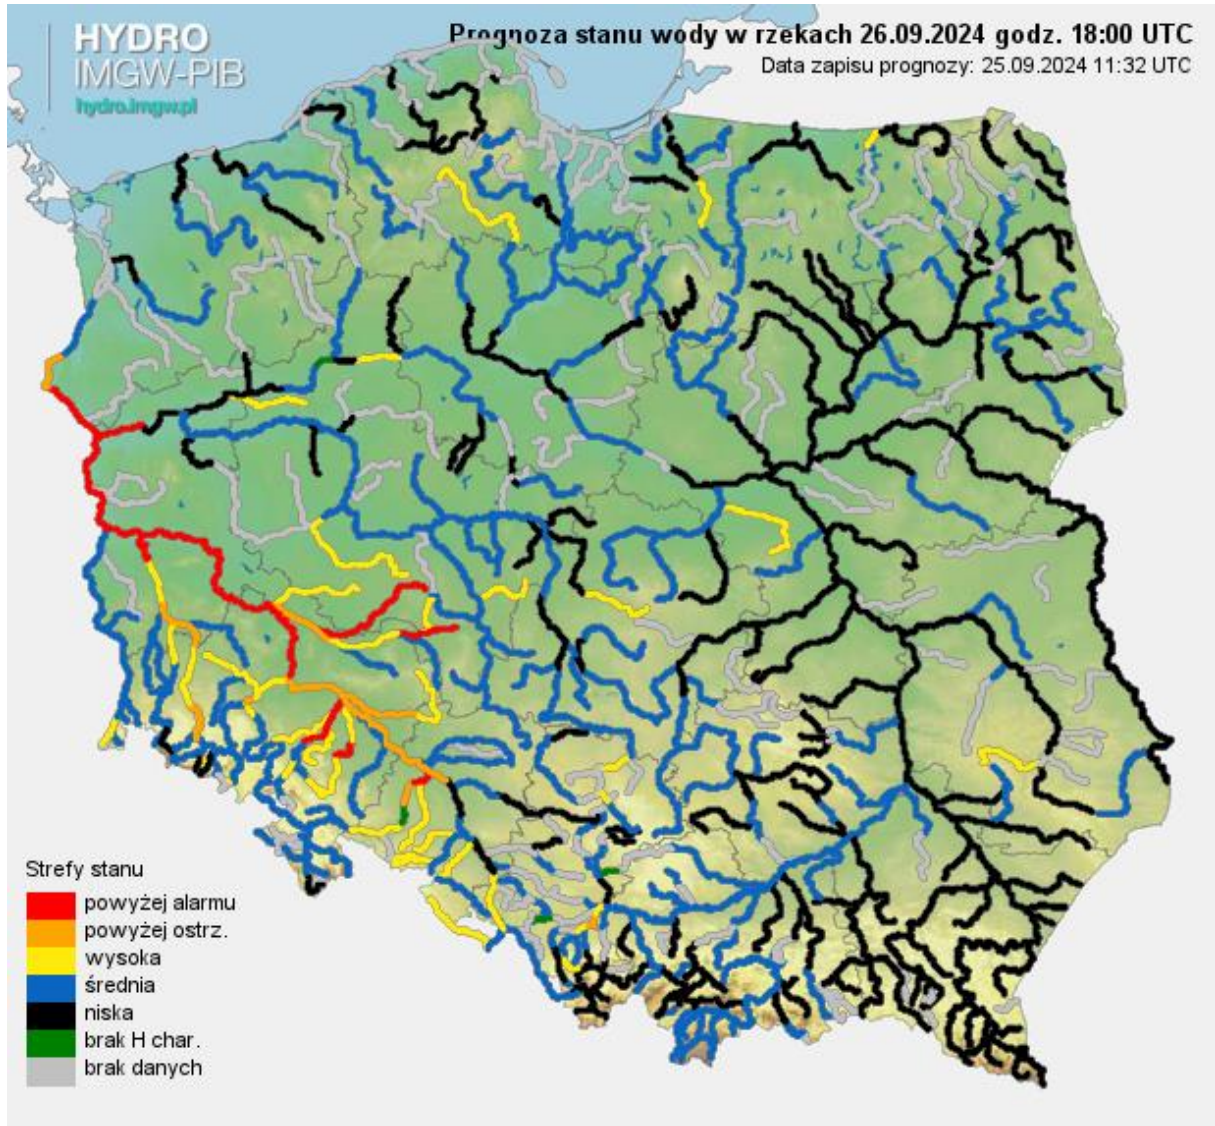 HYDRO
IMGW-PIB
hydro.imgw.pl
Prognoza stanu wody w rzekach 26.09.2024 godz. 18:00 UTC
Data zapisu prognozy: 25.09.2024 11:32 UTC
Strefy stanu
powyżej alarmu
powyżej ostrz.
wysoka
średnia
niska
brak H char.
brak danych